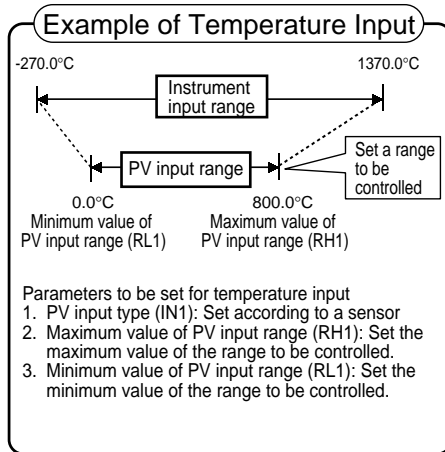 Example of Temperature Input
-270.0°C
1370.0°C
Instrument
input range
PV input range
Set a range
to be
controlled
0.0°C
800.0°C
Minimum value of
PV input range (RL1)
Maximum value of
PV input range (RH1)
Parameters to be set for temperature input
1. PV input type (IN1): Set according to a sensor
2. Maximum value of PV input range (RH1): Set the
maximum value of the range to be controlled.
3. Minimum value of PV input range (RL1): Set the
minimum value of the range to be controlled.